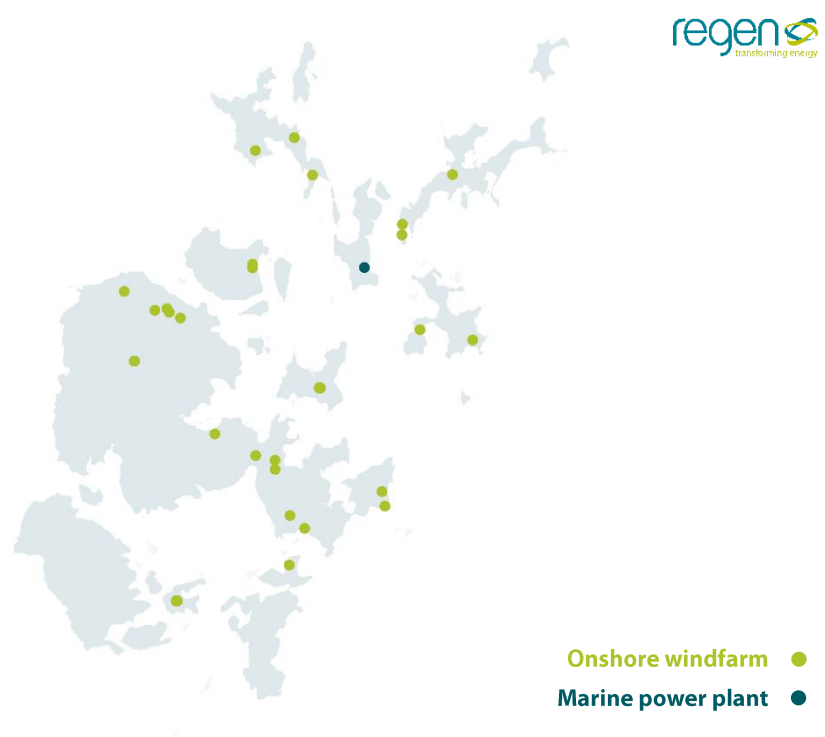 regen
transforming energy
Onshore windfarm
Marine power plant